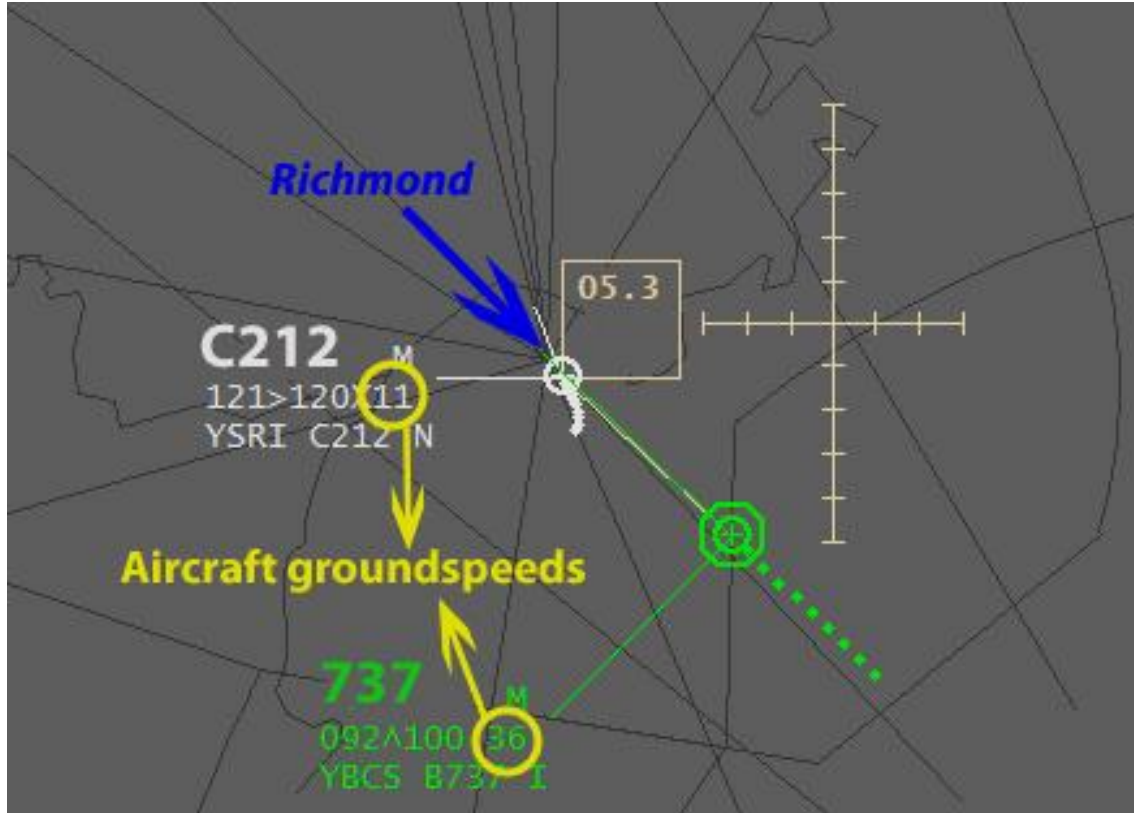 Richmond
05.3
C212
M
121>120X11
YSRI C212 N
Aircraft groundspeeds
737
M
092^100 36
YBCS B737 I